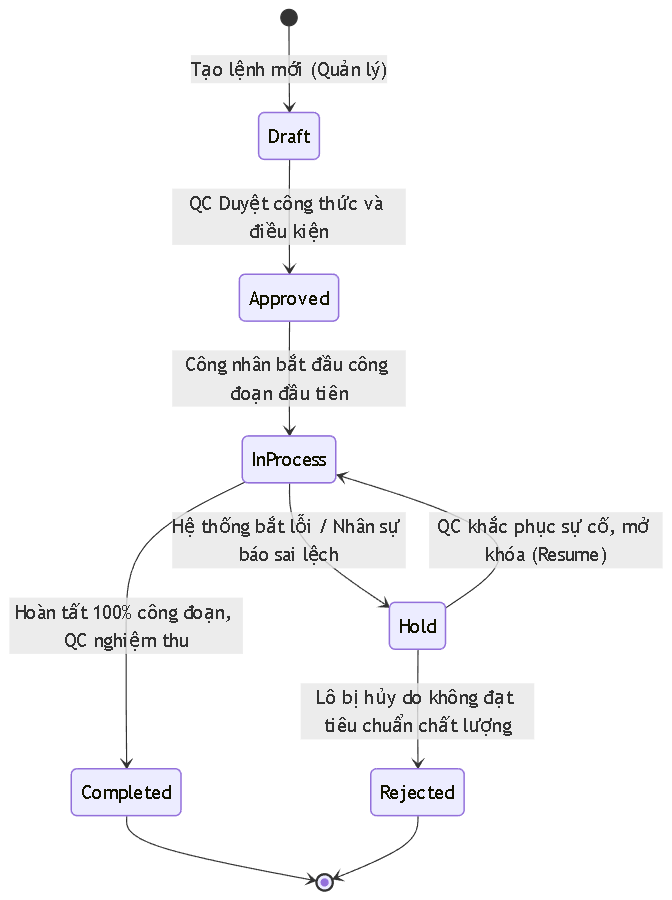 Tạo lệnh mới (Quản lý)
Draft
QC Duyệt công thức và
điều kiện
Approved
Công nhân bắt đầu công
đoạn đầu tiên
InProcess
Hệ thống bắt lỗi / Nhân sự
báo sai lệch
QC khắc phục sự cố, mở
khóa (Resume)
Hoàn tất 100% công đoạn,
QC nghiệm thu
Hold
Lô bị hủy do không đạt
tiêu chuẩn chất lượng
Completed
Rejected